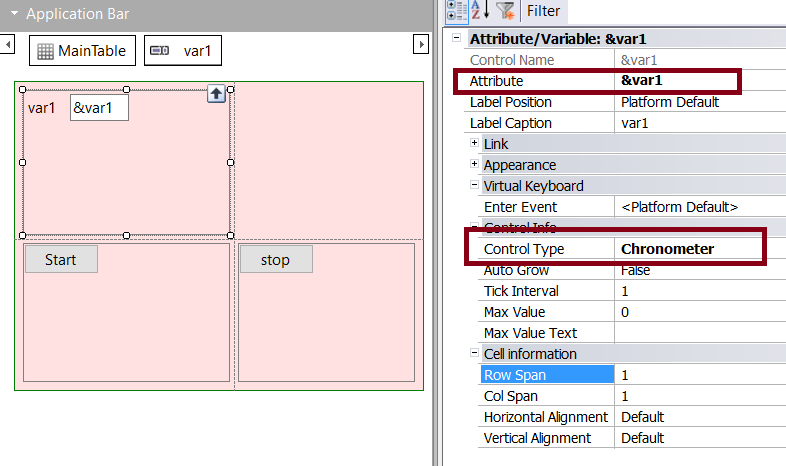 Application Bar
MainTable
var1
var1
&var1
Start
stop
Filter
Attribute/Variable: &var1
Control Name &var1
Attribute &var1
Label Position Platform Default
Label Caption var1
Link
Appearance
Virtual Keyboard
Enter Event <Platform Default>
Control Info
Control Type Chronometer
Auto Grow False
Tick Interval 1
Max Value 0
Max Value Text
Cell information
Row Span 1
Col Span 1
Horizontal Alignment Default
Vertical Alignment Default